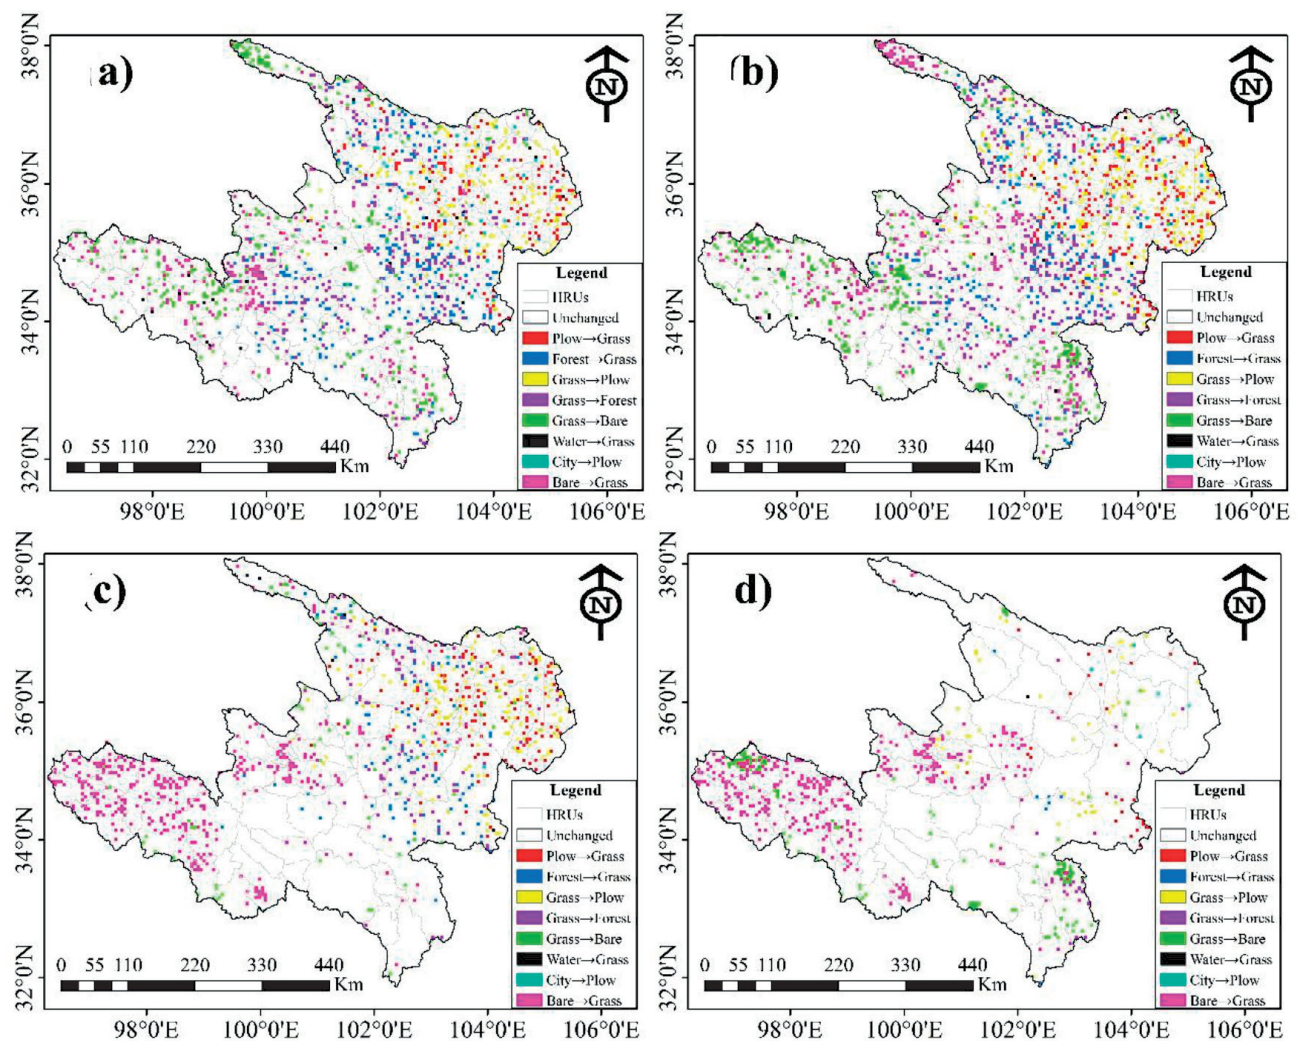 a)
N
38°0'N
36°0'N
34°0'N
32°0'N
Legend
HRUs
Unchanged
Plow→Grass
Forest→Grass
Grass→Plow
Grass→Forest
Grass→Bare
Water→Grass
City→Plow
Bare→Grass
0 55 110 220 330 440
Km
98°0'E 100°0'E 102°0'E 104°0'E 106°0'E
(b)
N
38°0'N
36°0'N
34°0'N
32°0'N
Legend
HRUs
Unchanged
Plow→Grass
Forest→Grass
Grass→Plow
Grass→Forest
Grass→Bare
Water→Grass
City→Plow
Bare→Grass
0 55 110 220 330 440
Km
98°0'E 100°0'E 102°0'E 104°0'E 106°0'E
c)
N
38°0'N
36°0'N
34°0'N
32°0'N
Legend
HRUs
Unchanged
Plow→Grass
Forest→Grass
Grass→Plow
Grass→Forest
Grass→Bare
Water→Grass
City→Plow
Bare→Grass
0 55 110 220 330 440
Km
98°0'E 100°0'E 102°0'E 104°0'E 106°0'E
d)
N
38°0'N
36°0'N
34°0'N
32°0'N
Legend
HRUs
Unchanged
Plow→Grass
Forest→Grass
Grass→Plow
Grass→Forest
Grass→Bare
Water→Grass
City→Plow
Bare→Grass
0 55 110 220 330 440
Km
98°0'E 100°0'E 102°0'E 104°0'E 106°0'E